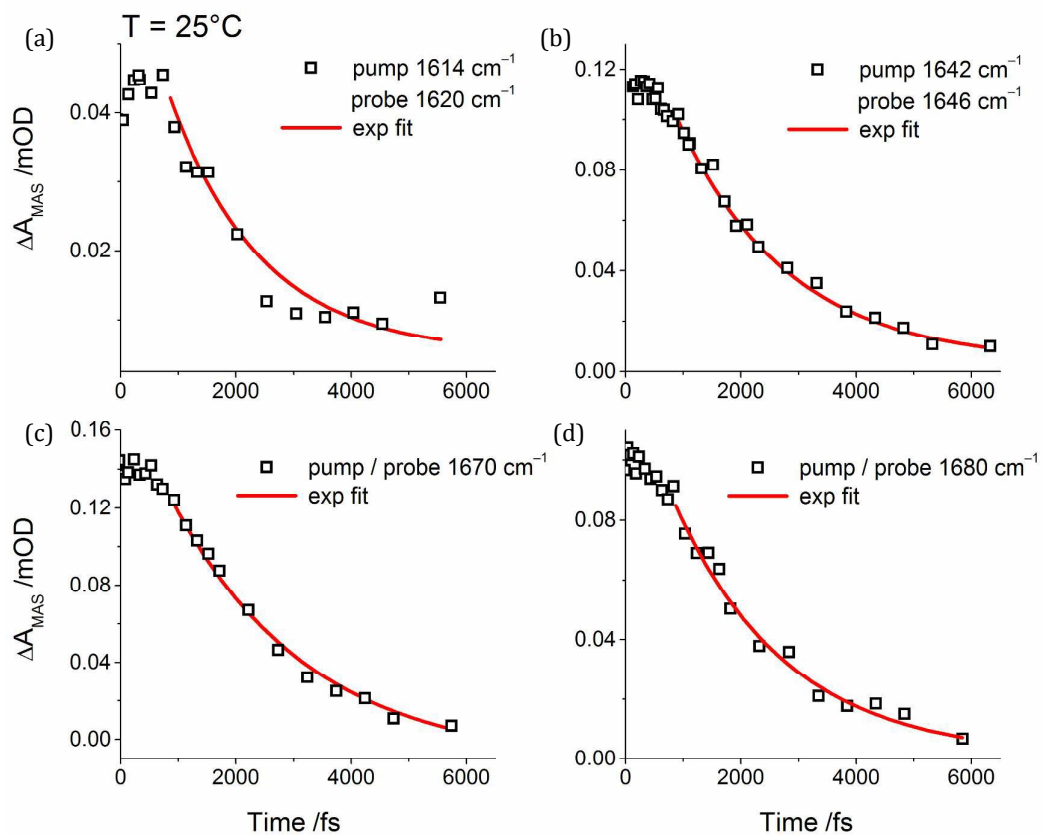 T = 25°C
(a)
pump 1614 cm⁻¹
probe 1620 cm⁻¹
exp fit
0.04
0.02
ΔA_MAS /mOD
0 2000 4000 6000
(b)
pump 1642 cm⁻¹
probe 1646 cm⁻¹
exp fit
0.12
0.08
0.04
0.00
0 2000 4000 6000
(c)
pump / probe 1670 cm⁻¹
exp fit
0.16
0.12
0.08
0.04
0.00
ΔA_MAS /mOD
0 2000 4000 6000
Time /fs
(d)
pump / probe 1680 cm⁻¹
exp fit
0.08
0.04
0.00
0 2000 4000 6000
Time /fs